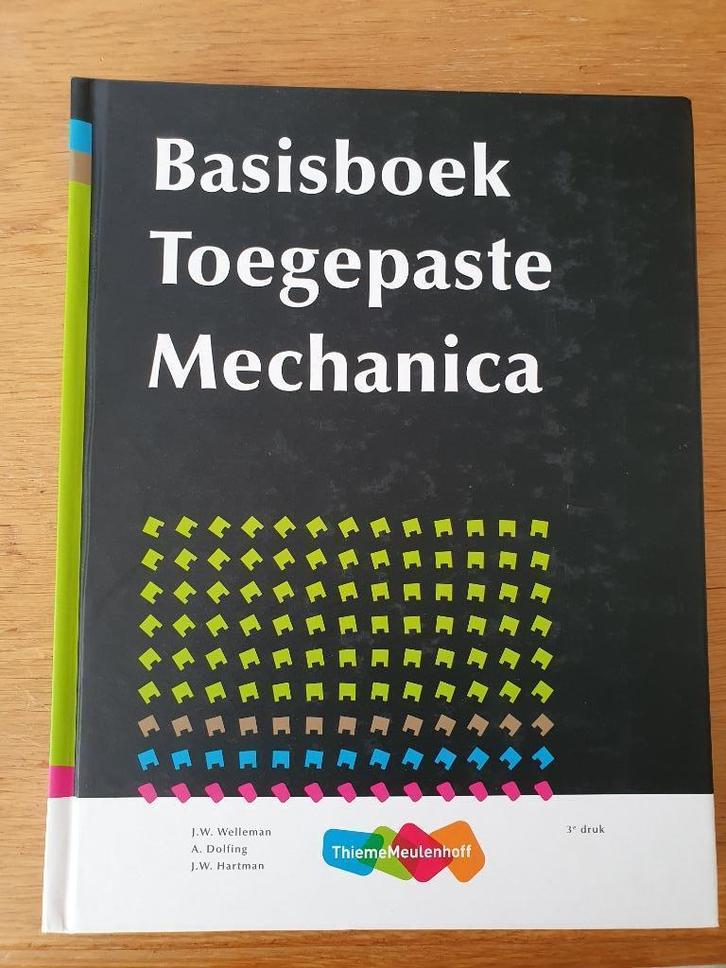 Basisboek
Toegepaste
Mechanica
J.W. Welleman
A. Dolfing
J.W. Hartman
ThiemeMeulenhoff
3e druk